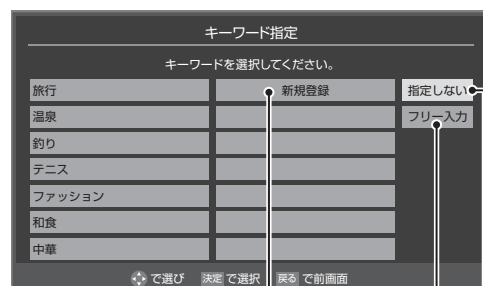 キーワード指定
キーワードを選択してください。
旅行 新規登録 指定しない
温泉 フリー入力
釣り
テニス
ファッション
和食
中華
で選び 決定 で選択 戻る で前画面